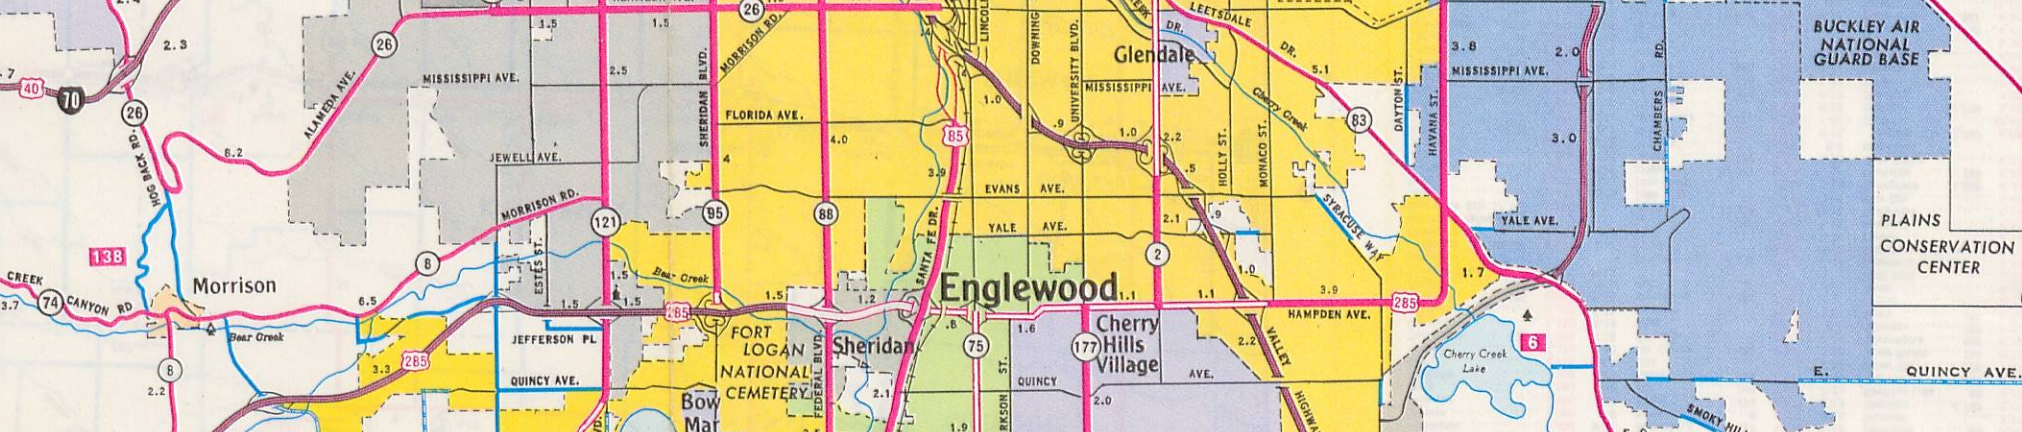 2.4
26
MORRISON RD.
LINCOLN
DOWNING
UNIVERSITY BLVD.
DR.
LEETSDALE
DR.
BUCKLEY AIR
NATIONAL
GUARD BASE
1.5
1.5
2.3
26
ALAMEDA AVE.
MISSISSIPPI AVE.
2.5
SHERIDAN BLVD.
Glendale
5.1
3.8
2.0
MISSISSIPPI AVE.
CHAMBERS RD.
7
40
70
26
HOG BACK RD.
8.2
JEWELL AVE.
FLORIDA AVE.
4
4.0
85
1.0
.9
MISSISSIPPI AVE.
1.0
2.2
.5
Cherry Creek
HOLLY ST.
MONACO ST.
83
DAYTON ST.
HAVANA ST.
3.0
MORRISON RD.
121
95
88
3.9
EVANS AVE.
YALE AVE.
SANTA FE DR.
2.1
.9
SYRACUSE WAY
YALE AVE.
PLAINS
CONSERVATION
CENTER
138
Morrison
8
ESTES ST.
Bear Creek
2
1.0
1.7
CREEK
74
CANYON RD
3.7
6.5
1.5
1.5
1.5
285
1.5
1.2
Englewood
1.1
1.1
3.9
285
HAMPDEN AVE.
Bear Creek
JEFFERSON PL
FORT
LOGAN
NATIONAL
CEMETERY
FEDERAL BLVD.
Sheridan
.8
75
1.6
177
Cherry
Hills
Village
2.2
VALLEY
HIGHWAY
Cherry Creek
Lake
6
8
2.2
3.3
285
QUINCY AVE.
Bow
Mar
2.1
QUINCY
AVE.
2.0
1.9
E. QUINCY AVE.
SMOKY HILL